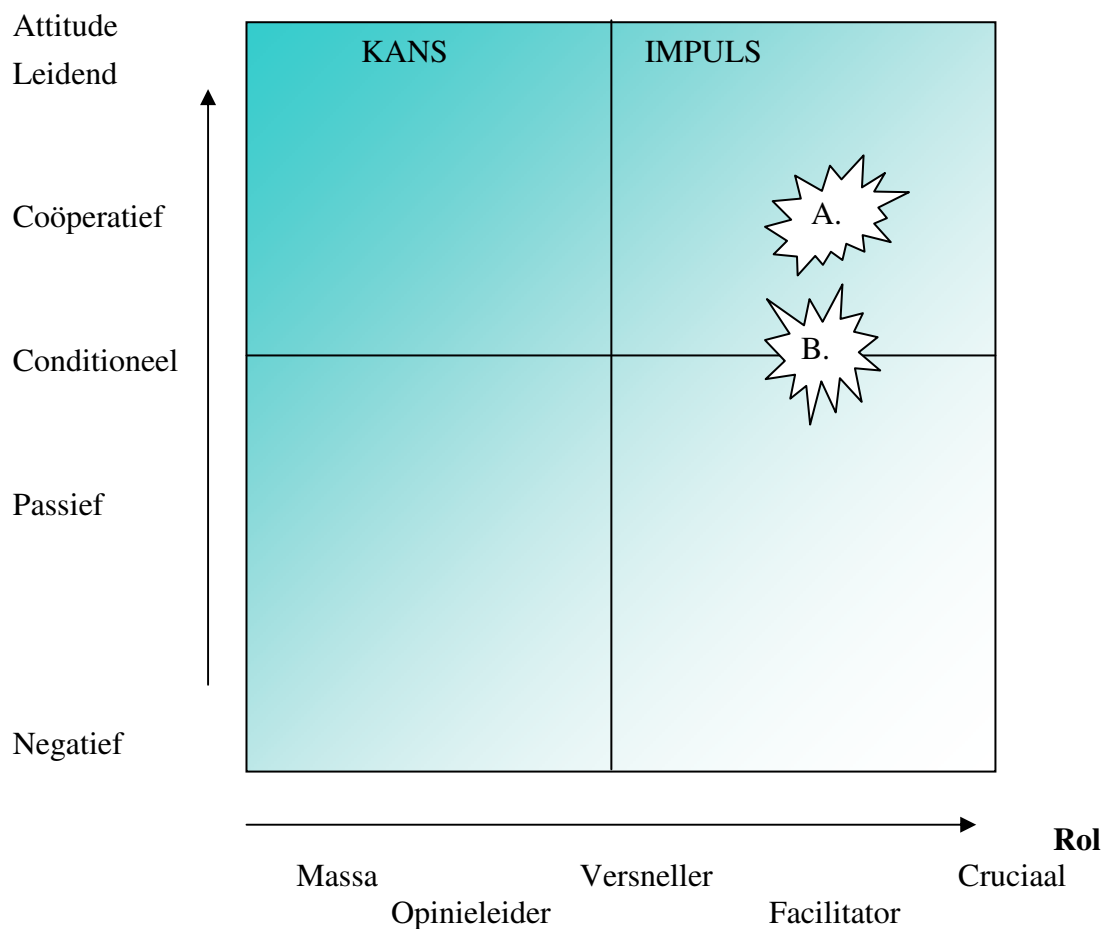 Attitude
Leidend
KANS
IMPULS
Coöperatief
A.
Conditioneel
B.
Passief
Negatief
Rol
Massa
Versneller
Cruciaal
Opinieleider
Facilitator